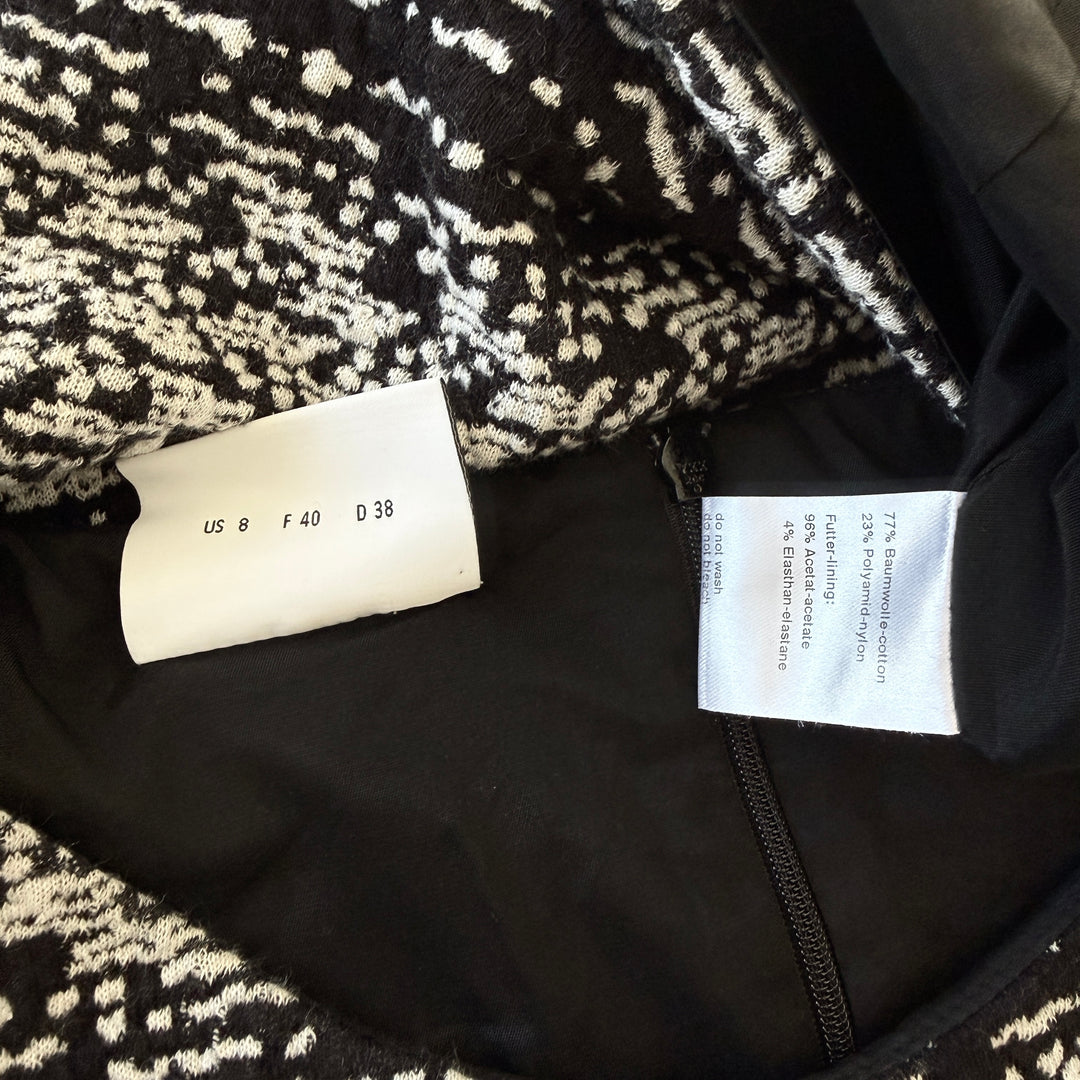 US 8 F 40 D 38
77% Baumwolle-cotton
23% Polyamid-nylon
Futter-lining:
96% Acetat-acetate
4% Elasthan-elastane
do not wash
do not bleach